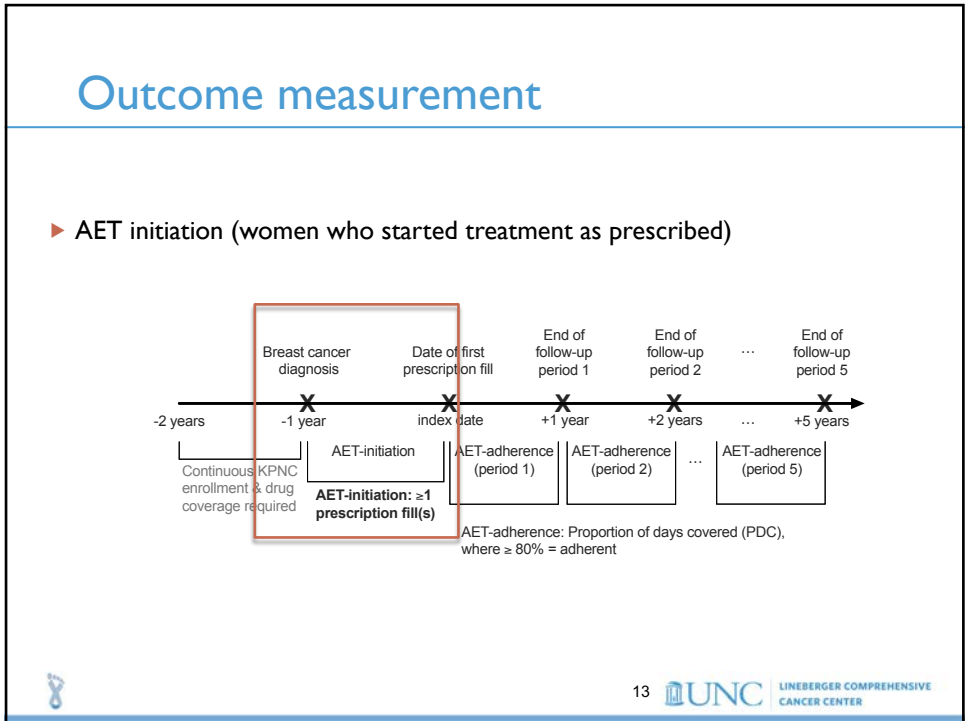 Outcome measurement
▶ AET initiation (women who started treatment as prescribed)
Breast cancer
diagnosis
Date of first
prescription fill
End of
follow-up
period 1
End of
follow-up
period 2
...
End of
follow-up
period 5
X
X
X
X
X
-2 years
-1 year
index date
+1 year
+2 years
...
+5 years
Continuous KPNC
enrollment & drug
coverage required
AET-initiation
AET-initiation: ≥1
prescription fill(s)
AET-adherence
(period 1)
AET-adherence
(period 2)
...
AET-adherence
(period 5)
AET-adherence: Proportion of days covered (PDC),
where ≥ 80% = adherent
13
UNC
LINEBERGER COMPREHENSIVE
CANCER CENTER